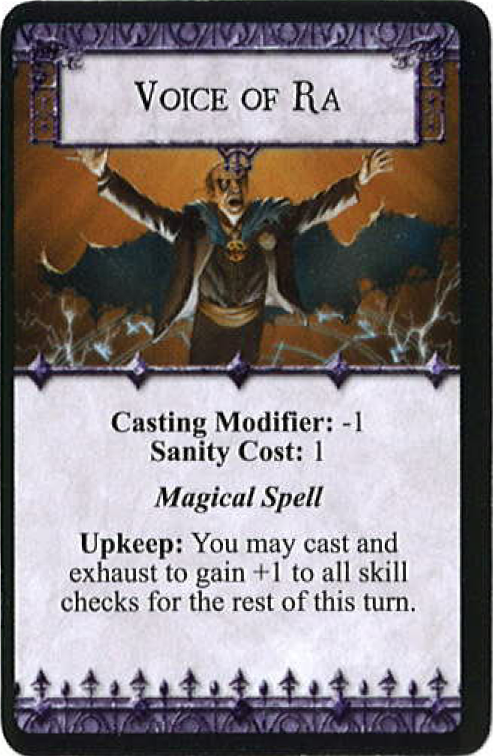 Voice of Ra
Casting Modifier: -1
Sanity Cost: 1
Magical Spell
Upkeep: You may cast and
exhaust to gain +1 to all skill
checks for the rest of this turn.